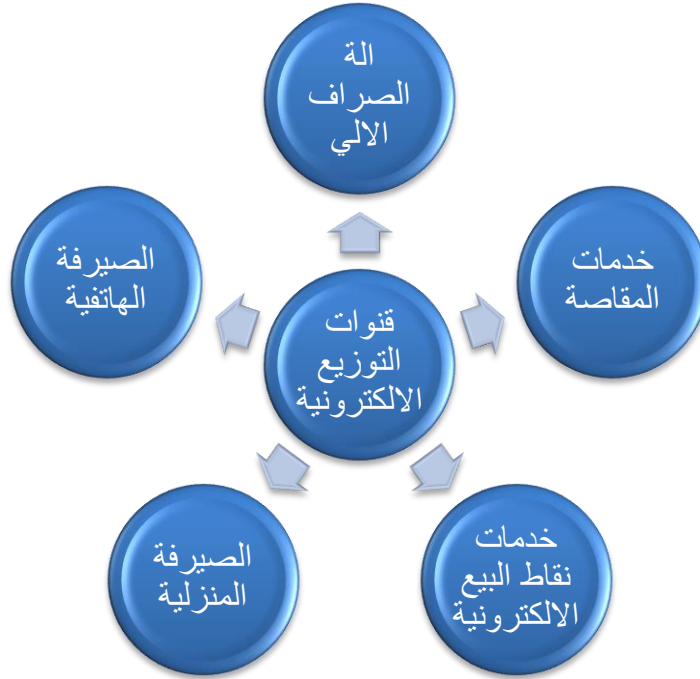 الة
الصراف
الالي
خدمات
المقاصة
الصيرفة
الهاتفية
قنوات
التوزيع
الالكترونية
خدمات
نقاط البيع
الالكترونية
الصيرفة
المنزلية